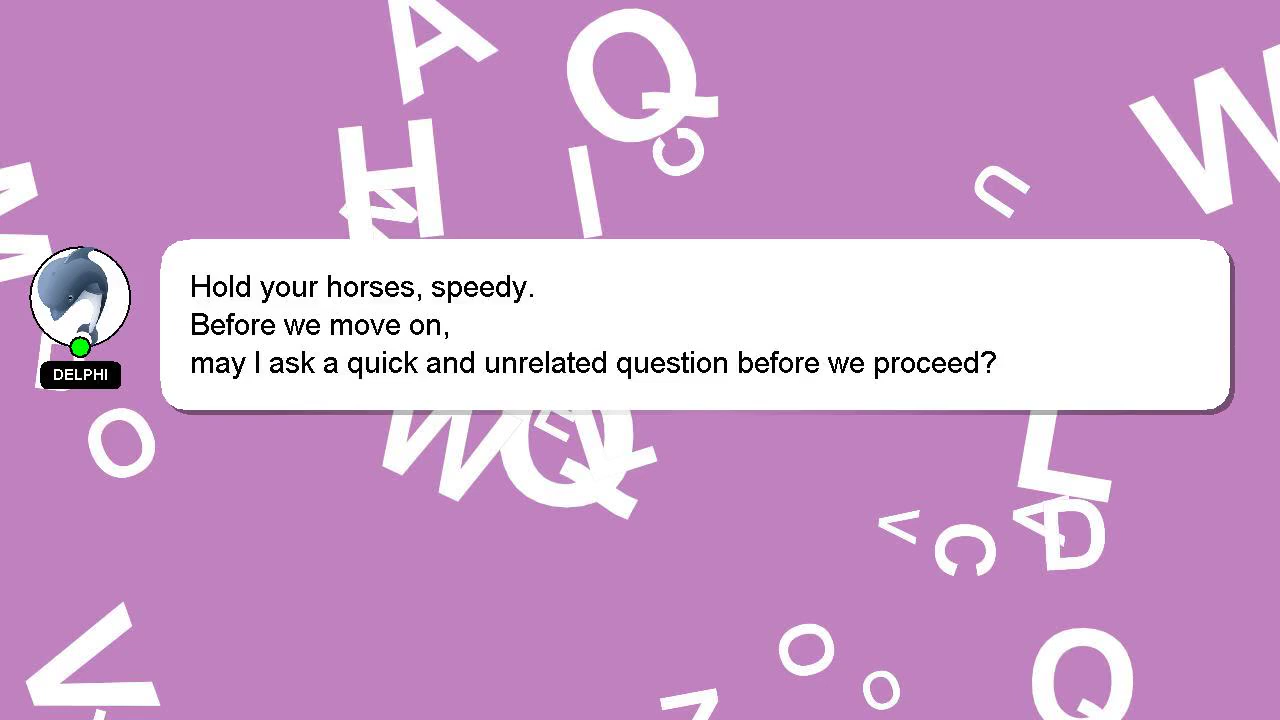 Hold your horses, speedy.
Before we move on,
may I ask a quick and unrelated question before we proceed?
DELPHI